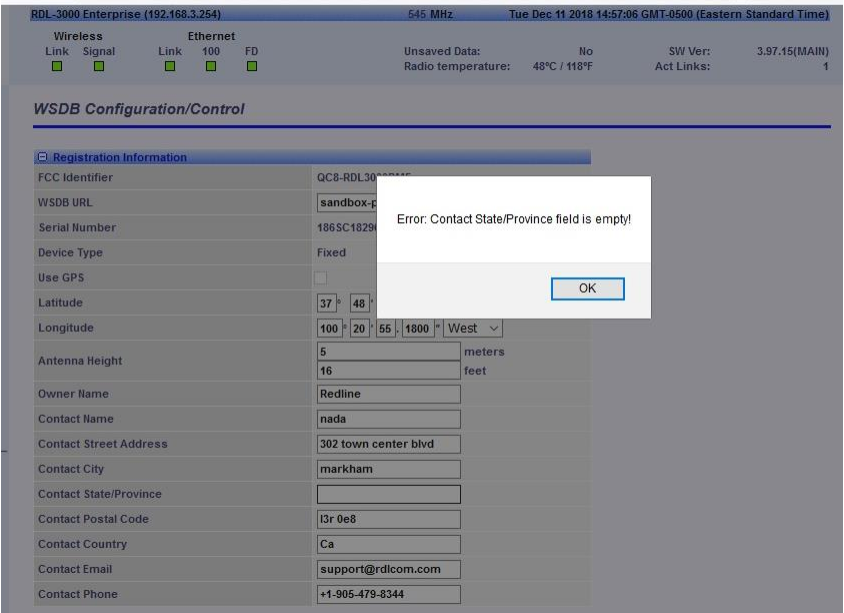 RDL-3000 Enterprise (192.168.3.254) 545 MHz Tue Dec 11 2018 14:57:06 GMT-0500 (Eastern Standard Time)
Wireless Ethernet
Link Signal Link 100 FD Unsaved Data: No SW Ver: 3.97.15(MAIN)
Radio temperature: 48°C / 118°F Act Links: 1
WSDB Configuration/Control
Registration Information
FCC Identifier
WSDB URL sandbox-p
Serial Number 186SC1829
Device Type Fixed
Use GPS
Latitude 37 ° 48 '
Longitude 100 ° 20 ' 55 . 1800 " West
Antenna Height 5 meters
16 feet
Owner Name Redline
Contact Name nada
Contact Street Address 302 town center blvd
Contact City markham
Contact State/Province
Contact Postal Code l3r 0e8
Contact Country Ca
Contact Email support@rdlcom.com
Contact Phone +1-905-479-8344
Error: Contact State/Province field is empty!
OK